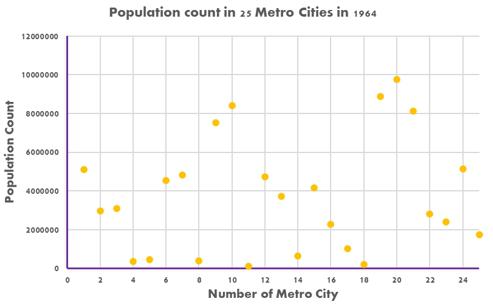 Population count in 25 Metro Cities in 1964
12000000
10000000
8000000
6000000
4000000
2000000
0
0 2 4 6 8 10 12 14 16 18 20 22 24
Population Count
Number of Metro City